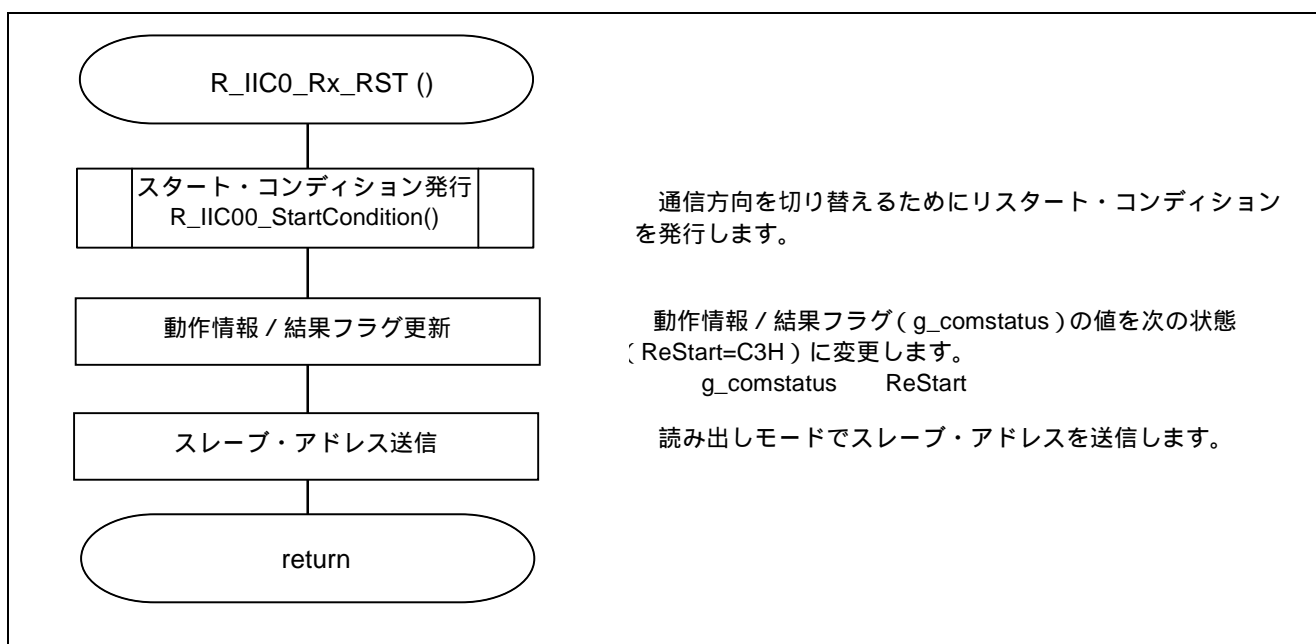 R_IIC0_Rx_RST ()
スタート・コンディション発行
R_IIC00_StartCondition()
通信方向を切り替えるためにリスタート・コンディション
を発行します。
動作情報 / 結果フラグ更新
動作情報 / 結果フラグ( g_comstatus ) の値を次の状態
( ReStart=C3H ) に変更します。
g_comstatus ReStart
スレーブ・アドレス送信
読み出しモードでスレーブ・アドレスを送信します。
return